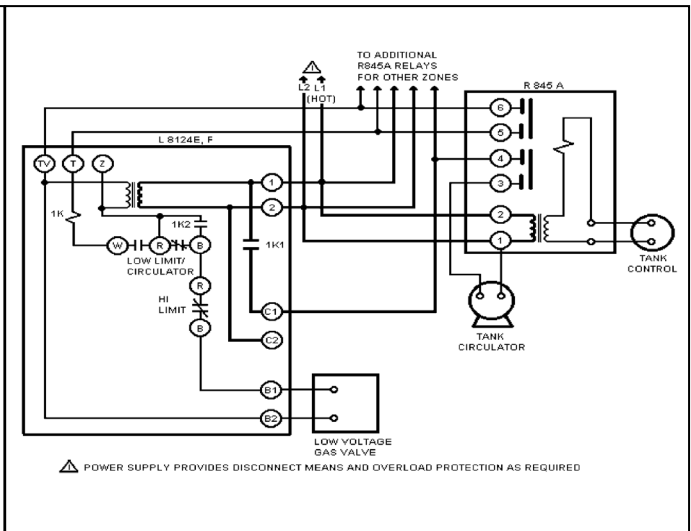 TO ADDITIONAL
R845A RELAYS
FOR OTHER ZONES
L2 L1
(HOT)
R 845 A
6
5
4
3
2
1
L 8124E, F
TV
T
Z
1
2
1K
1K2
1K1
W
R
B
LOW LIMIT/
CIRCULATOR
R
HI
LIMIT
B
C1
C2
B1
B2
TANK
CONTROL
TANK
CIRCULATOR
LOW VOLTAGE
GAS VALVE
POWER SUPPLY PROVIDES DISCONNECT MEANS AND OVERLOAD PROTECTION AS REQUIRED